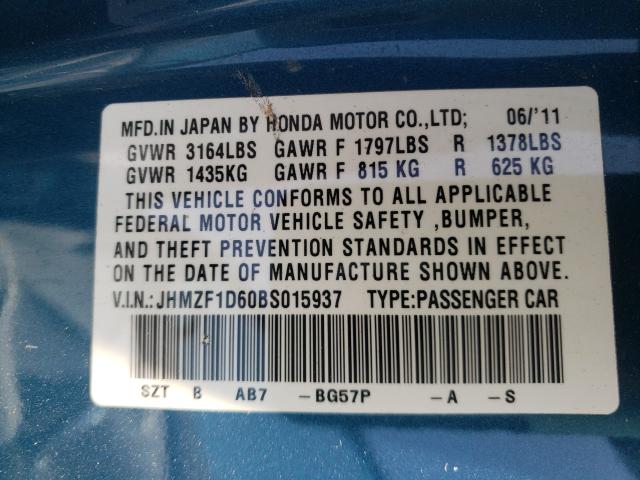 MFD.IN JAPAN BY HONDA MOTOR CO.,LTD; 06/'11
GVWR 3164LBS GAWR F 1797LBS R 1378LBS
GVWR 1435KG GAWR F 815 KG R 625 KG
THIS VEHICLE CONFORMS TO ALL APPLICABLE
FEDERAL MOTOR VEHICLE SAFETY ,BUMPER,
AND THEFT PREVENTION STANDARDS IN EFFECT
ON THE DATE OF MANUFACTURE SHOWN ABOVE.
V.I.N.:JHMZF1D60BS015937 TYPE:PASSENGER CAR
SZT B AB7 -BG57P -A -S